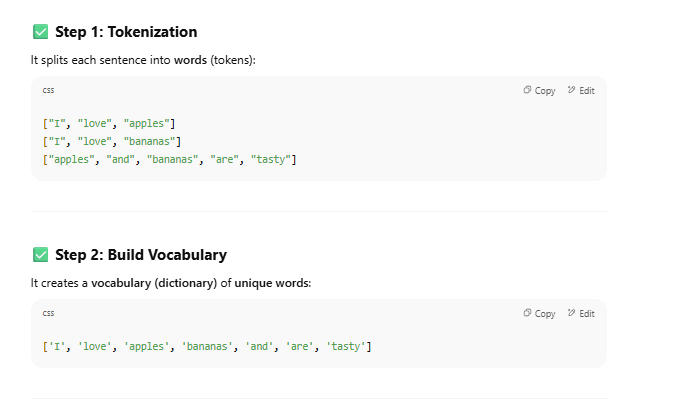 ✅ Step 1: Tokenization
It splits each sentence into words (tokens):
css Copy Edit
["I", "love", "apples"]
["I", "love", "bananas"]
["apples", "and", "bananas", "are", "tasty"]
✅ Step 2: Build Vocabulary
It creates a vocabulary (dictionary) of unique words:
css Copy Edit
['I', 'love', 'apples', 'bananas', 'and', 'are', 'tasty']